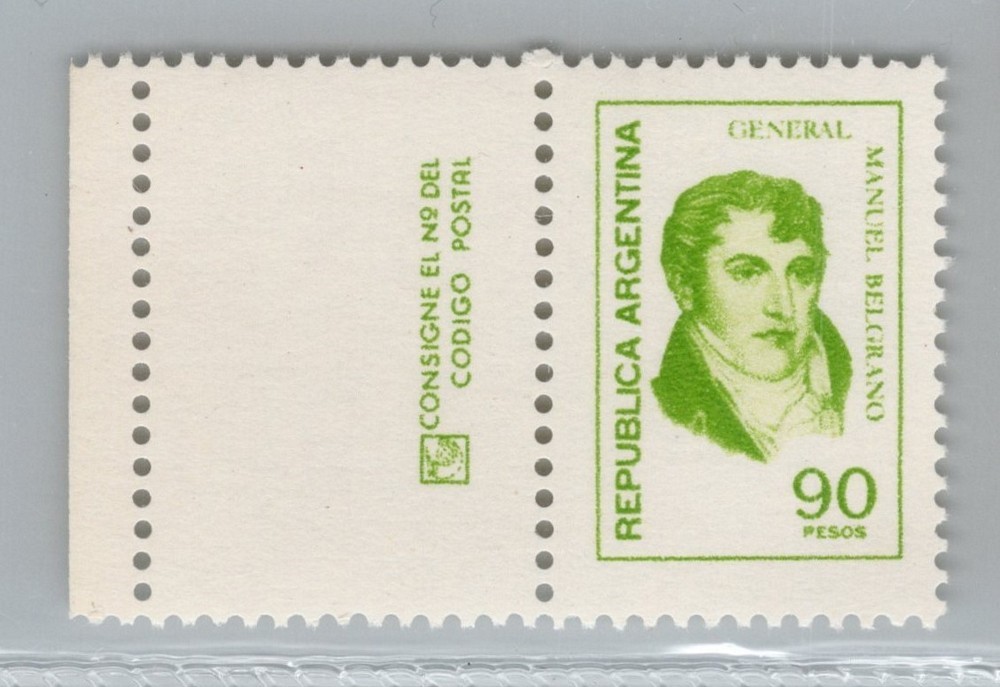 CONSIGNE EL Nº DEL
CODIGO POSTAL
REPUBLICA ARGENTINA
GENERAL
MANUEL BELGRANO
90
PESOS